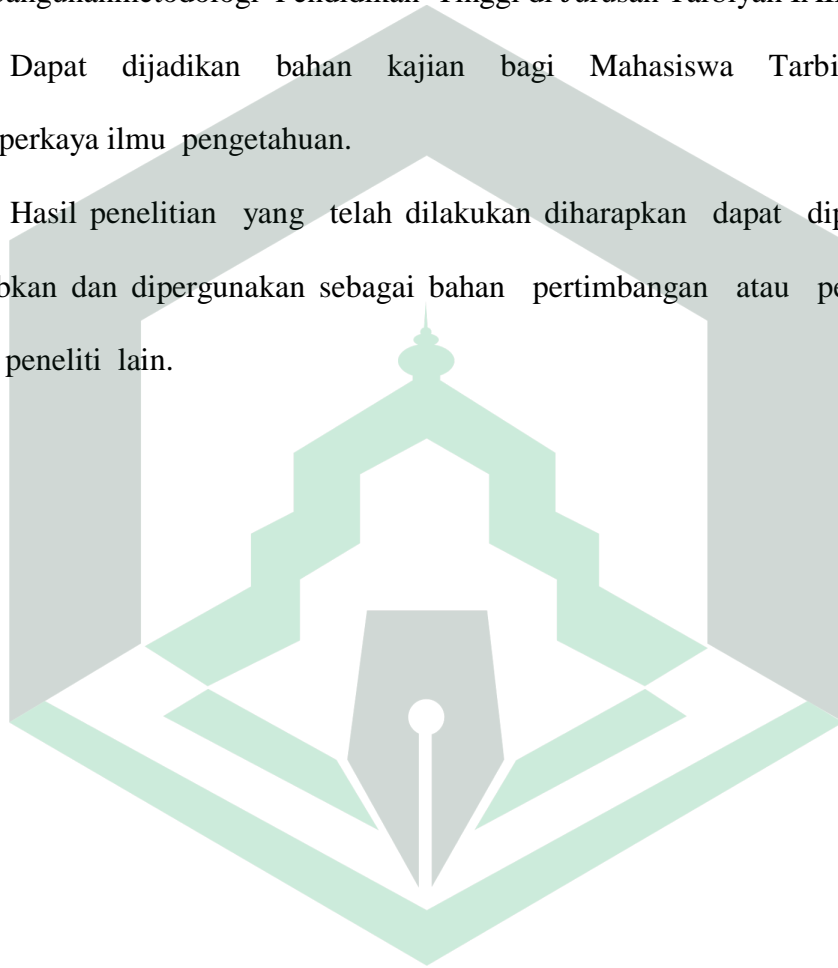 Pendidikan Tinggi di Jurusan Tarbiyah
Dapat dijadikan bahan kajian bagi Mahasiswa Tarbi
perkaya ilmu pengetahuan.
Hasil penelitian yang telah dilakukan diharapkan dapat dip
bkan dan dipergunakan sebagai bahan pertimbangan atau pe
peneliti lain.